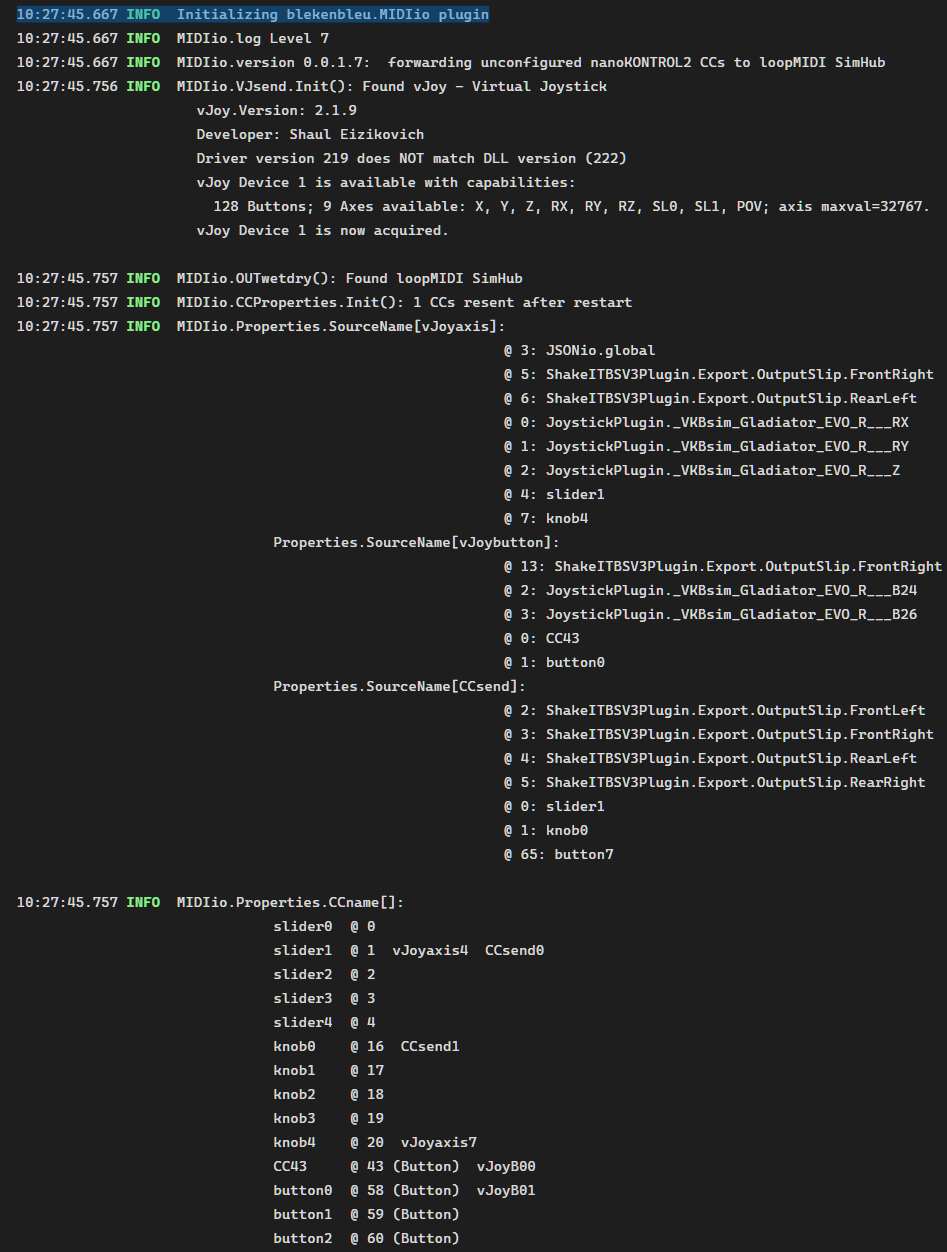 10:27:45.667 INFO Initializing blekenbleu.MIDIio plugin
10:27:45.667 INFO MIDIio.log Level 7
10:27:45.667 INFO MIDIio.version 0.0.1.7:  forwarding unconfigured nanoKONTROL2 CCs to loopMIDI SimHub
10:27:45.756 INFO MIDIio.VJsend.Init(): Found vJoy - Virtual Joystick
vJoy.Version: 2.1.9
Developer: Shaul Eizikovich
Driver version 219 does NOT match DLL version (222)
vJoy Device 1 is available with capabilities:
128 Buttons; 9 Axes available: X, Y, Z, RX, RY, RZ, SL0, SL1, POV; axis maxval=32767.
vJoy Device 1 is now acquired.
10:27:45.757 INFO MIDIio.OUTwetdry(): Found loopMIDI SimHub
10:27:45.757 INFO MIDIio.CCProperties.Init(): 1 CCs resent after restart
10:27:45.757 INFO MIDIio.Properties.SourceName[vJoyaxis]:
@ 3: JSONio.global
@ 5: ShakeITBSV3Plugin.Export.OutputSlip.FrontRight
@ 6: ShakeITBSV3Plugin.Export.OutputSlip.RearLeft
@ 0: JoystickPlugin._VKBsim_Gladiator_EVO_R___RX
@ 1: JoystickPlugin._VKBsim_Gladiator_EVO_R___RY
@ 2: JoystickPlugin._VKBsim_Gladiator_EVO_R___Z
@ 4: slider1
@ 7: knob4
Properties.SourceName[vJoybutton]:
@ 13: ShakeITBSV3Plugin.Export.OutputSlip.FrontRight
@ 2: JoystickPlugin._VKBsim_Gladiator_EVO_R___B24
@ 3: JoystickPlugin._VKBsim_Gladiator_EVO_R___B26
@ 0: CC43
@ 1: button0
Properties.SourceName[CCsend]:
@ 2: ShakeITBSV3Plugin.Export.OutputSlip.FrontLeft
@ 3: ShakeITBSV3Plugin.Export.OutputSlip.FrontRight
@ 4: ShakeITBSV3Plugin.Export.OutputSlip.RearLeft
@ 5: ShakeITBSV3Plugin.Export.OutputSlip.RearRight
@ 0: slider1
@ 1: knob0
@ 65: button7
10:27:45.757 INFO MIDIio.Properties.CCname[]:
slider0 @ 0
slider1 @ 1 vJoyaxis4 CCsend0
slider2 @ 2
slider3 @ 3
slider4 @ 4
knob0 @ 16 CCsend1
knob1 @ 17
knob2 @ 18
knob3 @ 19
knob4 @ 20 vJoyaxis7
CC43 @ 43 (Button) vJoyB00
button0 @ 58 (Button) vJoyB01
button1 @ 59 (Button)
button2 @ 60 (Button)